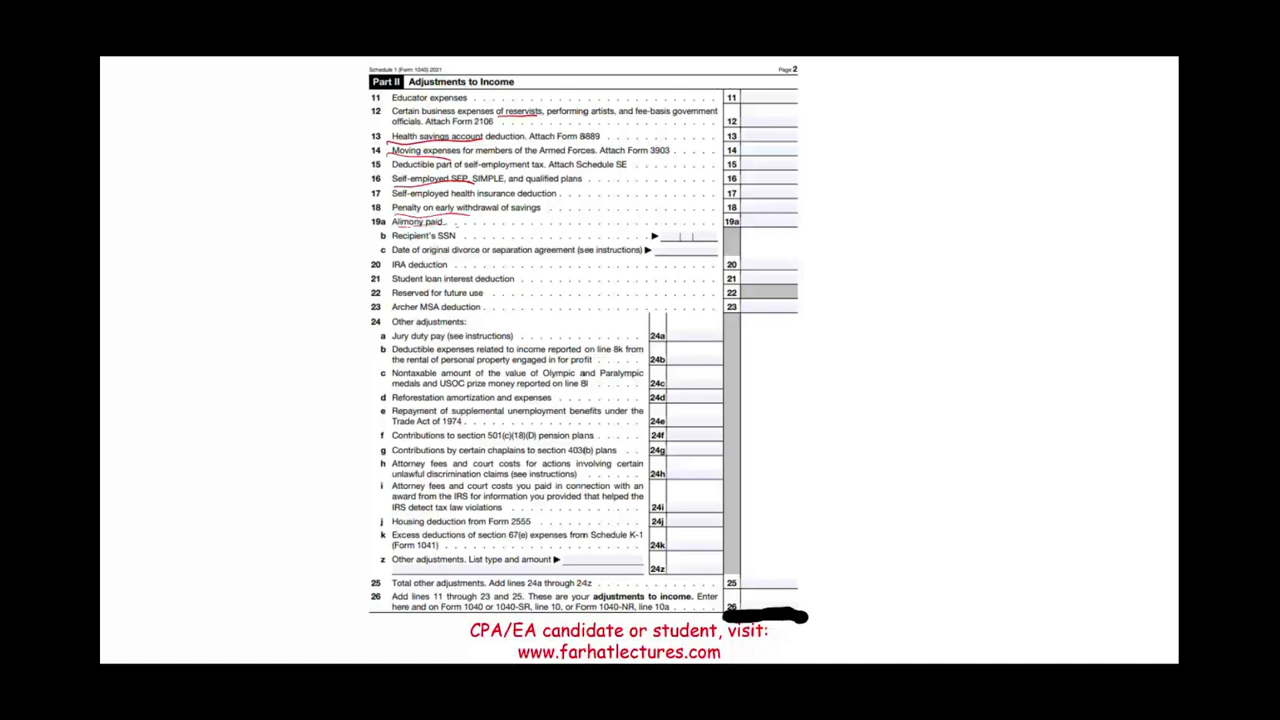 Schedule 1 (Form 1040) 2021 Page 2
Part II Adjustments to Income
11 Educator expenses . . . . . . . . . . . . . . . . . . . . . . . . . . 11
12 Certain business expenses of reservists, performing artists, and fee-basis government
officials. Attach Form 2106 . . . . . . . . . . . . . . . . . . . . . . . 12
13 Health savings account deduction. Attach Form 8889 . . . . . . . . . . . . 13
14 Moving expenses for members of the Armed Forces. Attach Form 3903 . . . . . 14
15 Deductible part of self-employment tax. Attach Schedule SE . . . . . . . . . 15
16 Self-employed SEP, SIMPLE, and qualified plans . . . . . . . . . . . . . . 16
17 Self-employed health insurance deduction . . . . . . . . . . . . . . . . . 17
18 Penalty on early withdrawal of savings . . . . . . . . . . . . . . . . . . 18
19a Alimony paid . . . . . . . . . . . . . . . . . . . . . . . . . . . . 19a
b Recipient's SSN . . . . . . . . . . . . . . . . . . . . ▶
c Date of original divorce or separation agreement (see instructions) ▶
20 IRA deduction . . . . . . . . . . . . . . . . . . . . . . . . . . . 20
21 Student loan interest deduction . . . . . . . . . . . . . . . . . . . . . 21
22 Reserved for future use . . . . . . . . . . . . . . . . . . . . . . . . 22
23 Archer MSA deduction . . . . . . . . . . . . . . . . . . . . . . . . . 23
24 Other adjustments:
a Jury duty pay (see instructions) . . . . . . . . . . . . 24a
b Deductible expenses related to income reported on line 8k from
the rental of personal property engaged in for profit . . . . . 24b
c Nontaxable amount of the value of Olympic and Paralympic
medals and USOC prize money reported on line 8l . . . . . 24c
d Reforestation amortization and expenses . . . . . . . . . 24d
e Repayment of supplemental unemployment benefits under the
Trade Act of 1974 . . . . . . . . . . . . . . . . . . 24e
f Contributions to section 501(c)(18)(D) pension plans . . . . . 24f
g Contributions by certain chaplains to section 403(b) plans . . 24g
h Attorney fees and court costs for actions involving certain
unlawful discrimination claims (see instructions) . . . . . . 24h
i Attorney fees and court costs you paid in connection with an
award from the IRS for information you provided that helped the
IRS detect tax law violations . . . . . . . . . . . . . 24i
j Housing deduction from Form 2555 . . . . . . . . . . . 24j
k Excess deductions of section 67(e) expenses from Schedule K-1
(Form 1041) . . . . . . . . . . . . . . . . . . . . 24k
z Other adjustments. List type and amount ▶
24z
25 Total other adjustments. Add lines 24a through 24z . . . . . . . . . . . . 25
26 Add lines 11 through 23 and 25. These are your adjustments to income. Enter
here and on Form 1040 or 1040-SR, line 10, or Form 1040-NR, line 10a . . . . . 26
CPA/EA candidate or student, visit:
www.farhatlectures.com